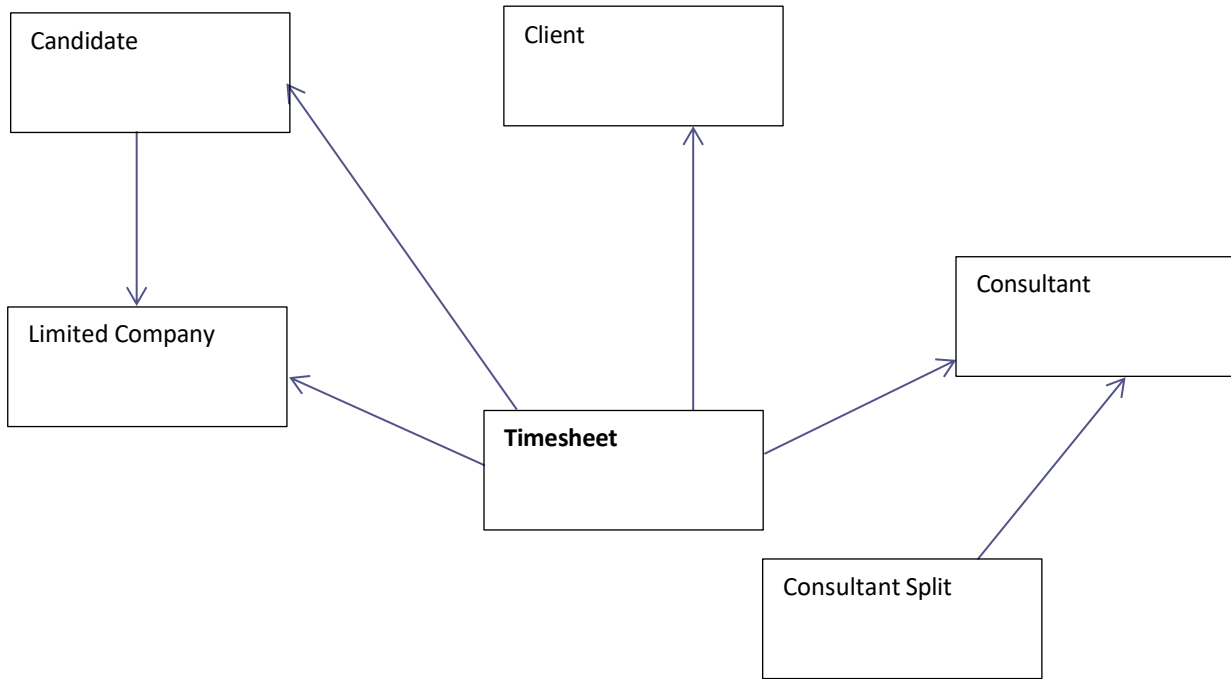 Candidate
Client
Consultant
Limited Company
Timesheet
Consultant Split